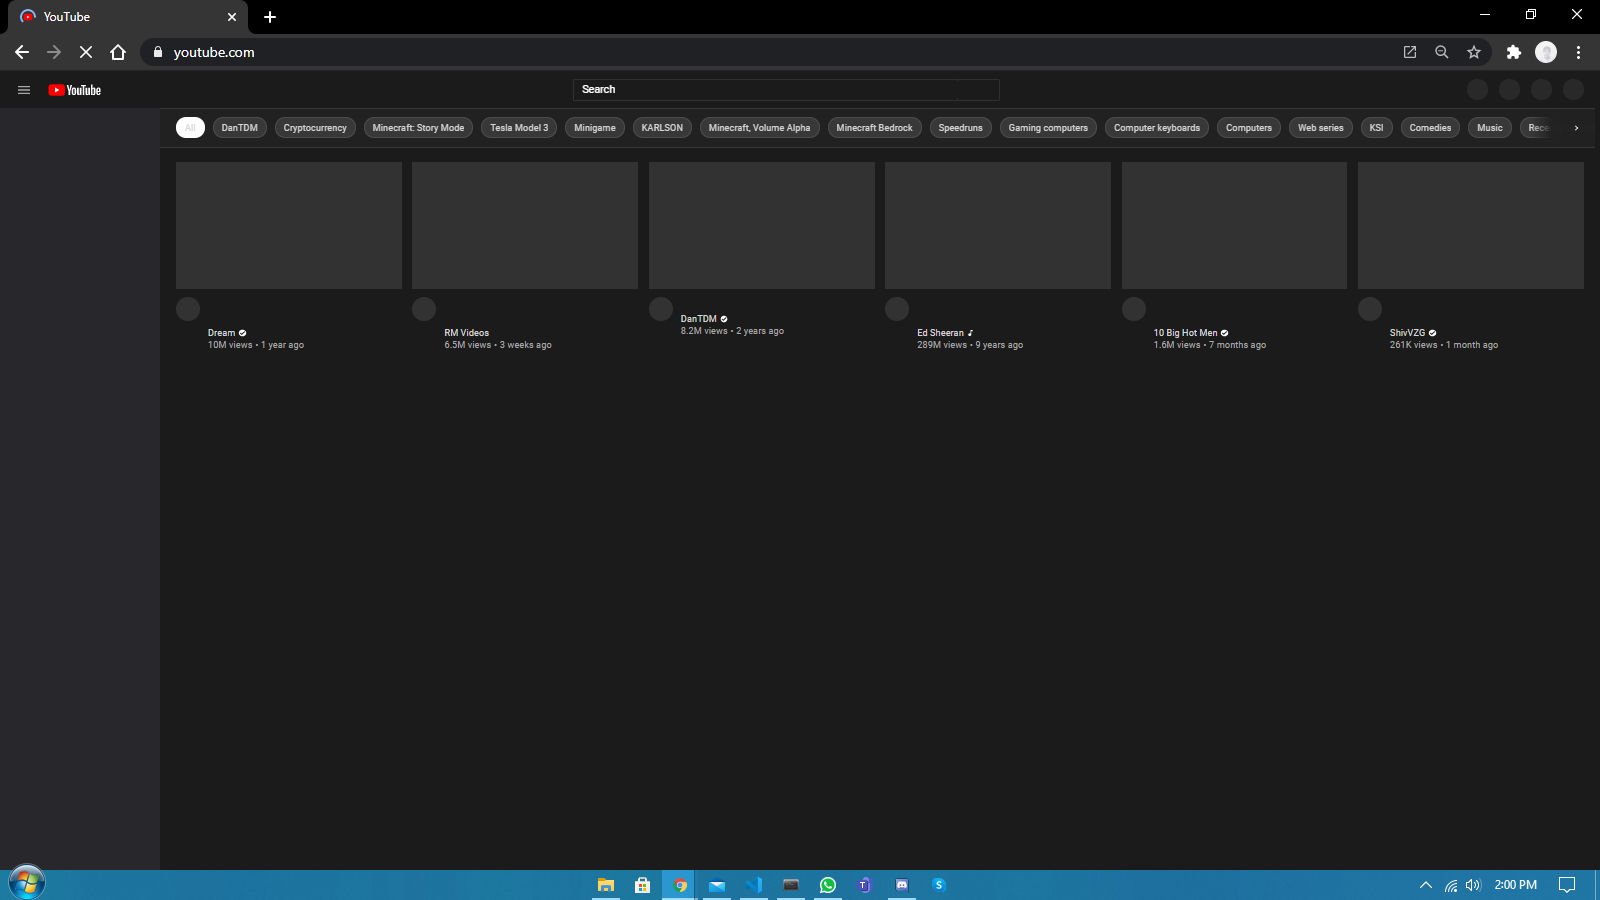 YouTube
youtube.com
YouTube
Search
All
DanTDM
Cryptocurrency
Minecraft: Story Mode
Tesla Model 3
Minigame
KARLSON
Minecraft, Volume Alpha
Minecraft Bedrock
Speedruns
Gaming computers
Computer keyboards
Computers
Web series
KSI
Comedies
Music
Rece
Dream
10M views • 1 year ago
RM Videos
6.5M views • 3 weeks ago
DanTDM
8.2M views • 2 years ago
Ed Sheeran
289M views • 9 years ago
10 Big Hot Men
1.6M views • 7 months ago
ShivVZG
261K views • 1 month ago
2:00 PM